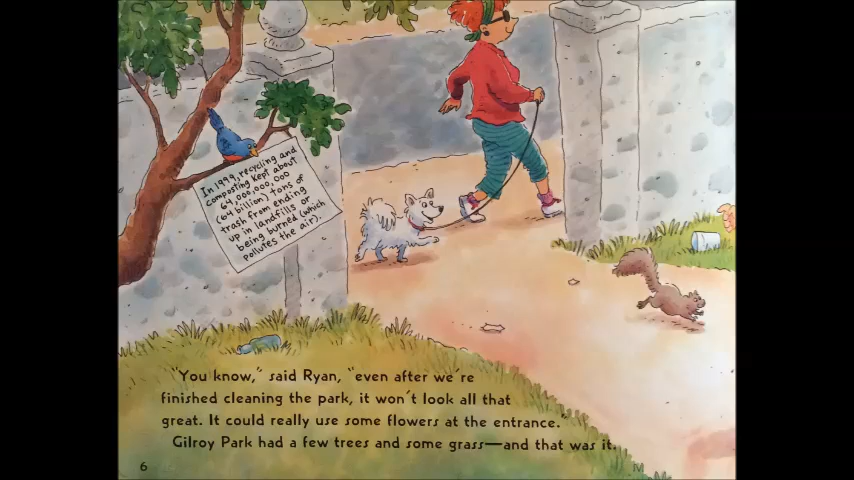 In 1999, recycling and
composting kept about
64,000,000,000
(64 billion) tons of
trash from ending
up in landfills or
being burned (which
pollutes the air).
"You know," said Ryan, "even after we're
finished cleaning the park, it won't look all that
great. It could really use some flowers at the entrance."
Gilroy Park had a few trees and some grass—and that was it.
6